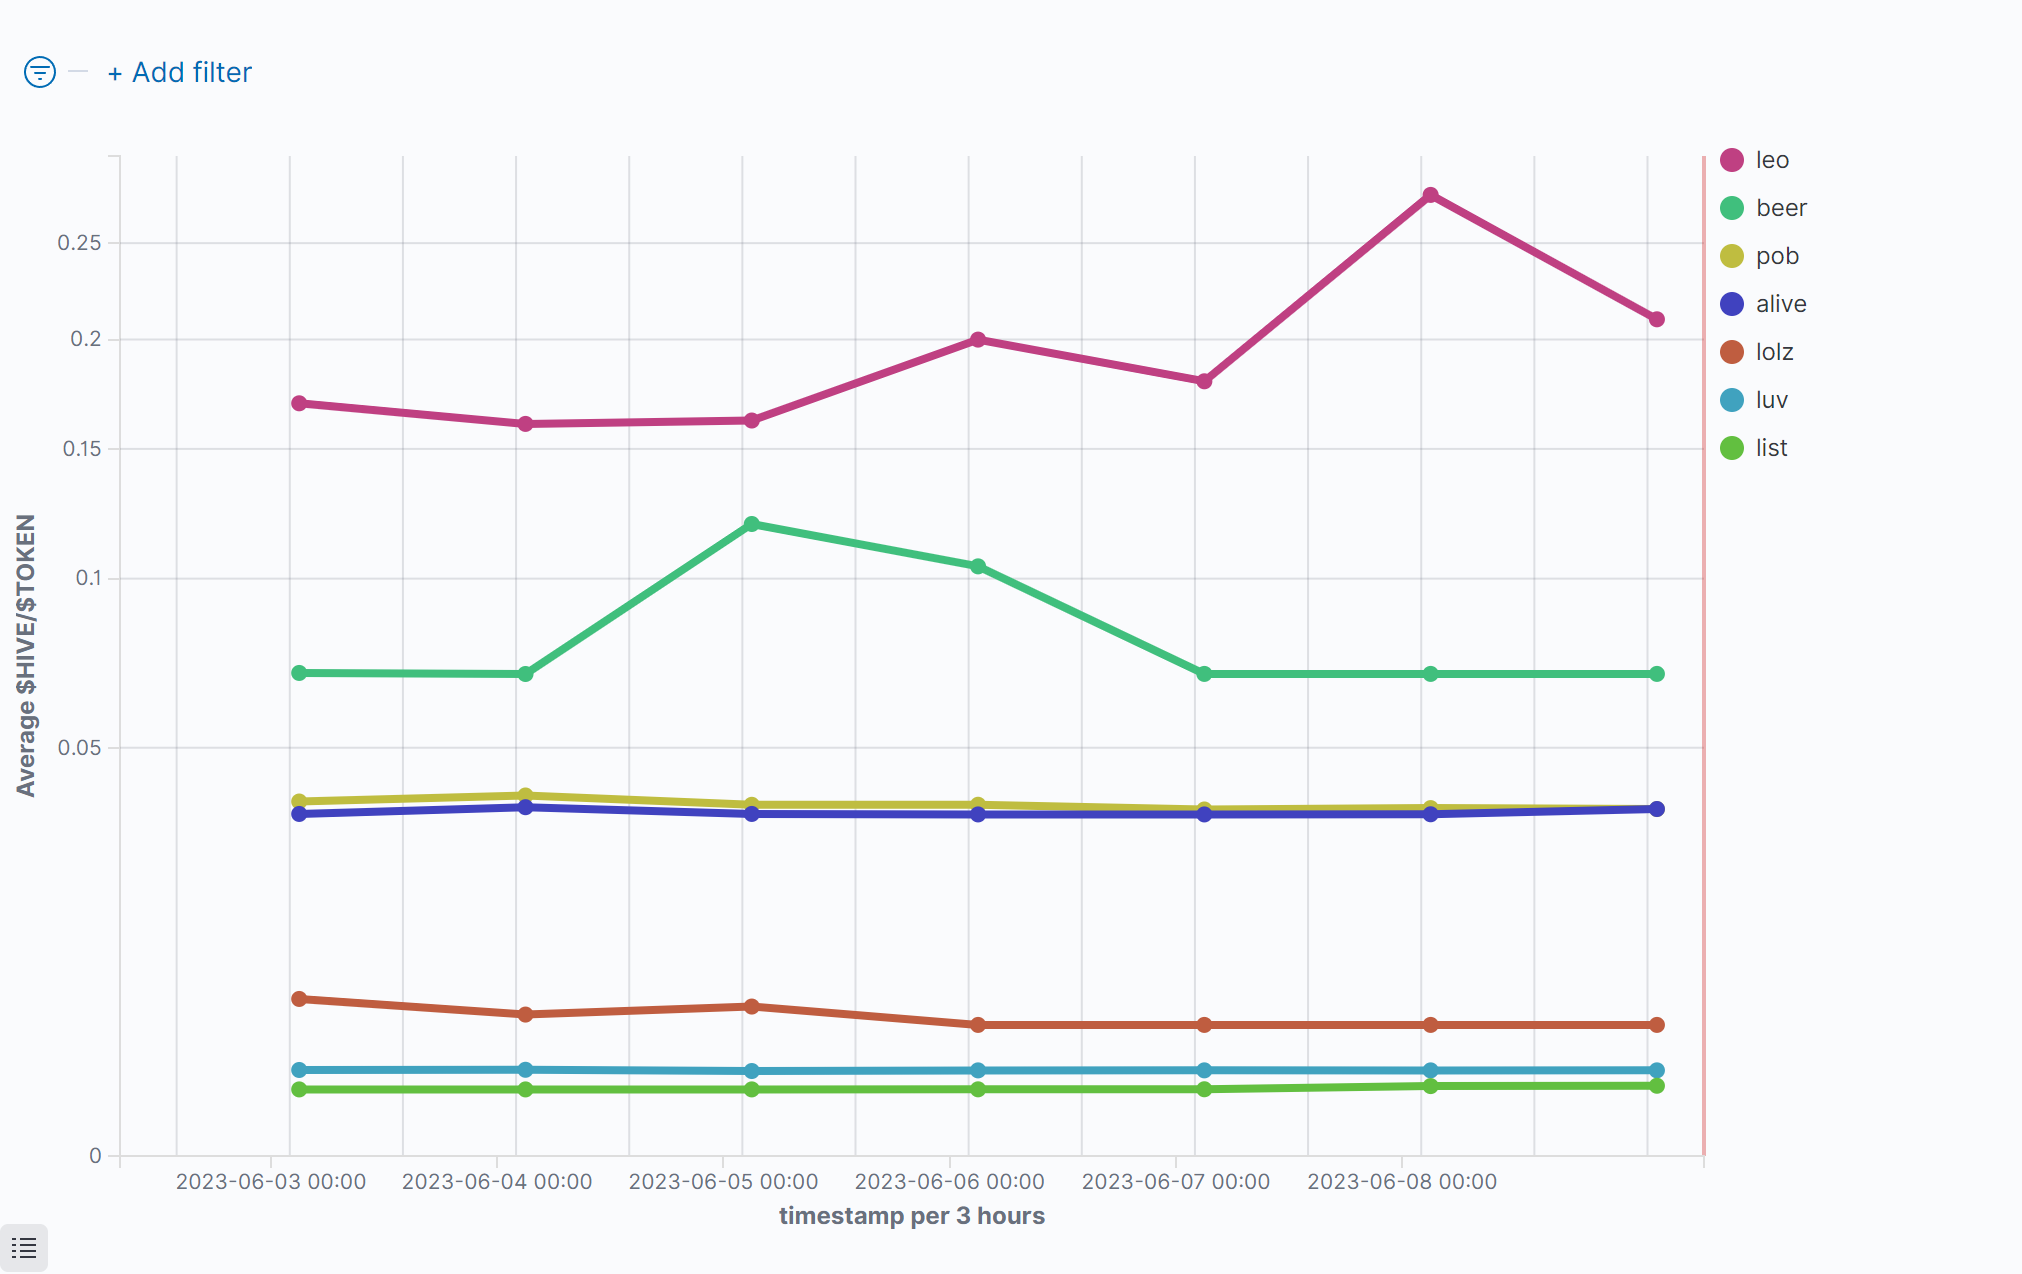 + Add filter
leo
beer
pob
alive
lolz
luv
list
Average $HIVE/$TOKEN
0.25
0.2
0.15
0.1
0.05
0
2023-06-03 00:00 2023-06-04 00:00 2023-06-05 00:00 2023-06-06 00:00 2023-06-07 00:00 2023-06-08 00:00
timestamp per 3 hours